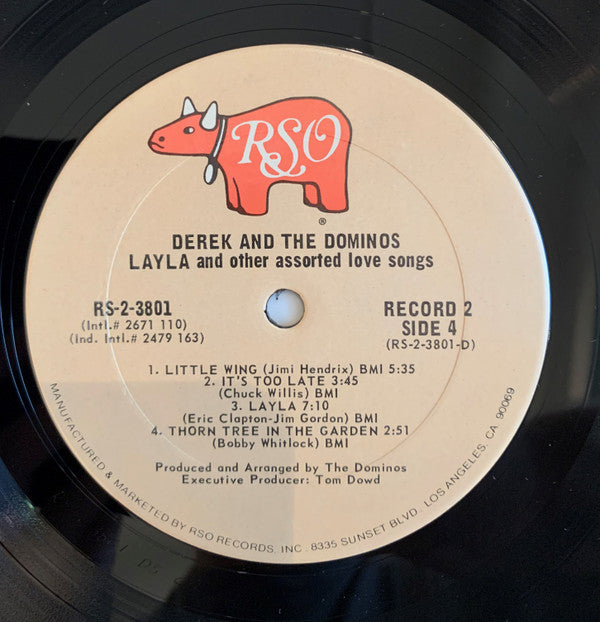 RSO
®
DEREK AND THE DOMINOS
LAYLA and other assorted love songs
RS-2-3801
(Intl.# 2671 110)
(Ind. Intl.# 2479 163)
RECORD 2
SIDE 4
(RS-2-3801-D)
1. LITTLE WING (Jimi Hendrix) BMI 5:35
2. IT'S TOO LATE 3:45
(Chuck Willis) BMI
3. LAYLA 7:10
(Eric Clapton-Jim Gordon) BMI
4. THORN TREE IN THE GARDEN 2:51
(Bobby Whitlock) BMI
Produced and Arranged by The Dominos
Executive Producer: Tom Dowd
MANUFACTURED & MARKETED BY RSO RECORDS, INC. 8335 SUNSET BLVD., LOS ANGELES, CA 90069